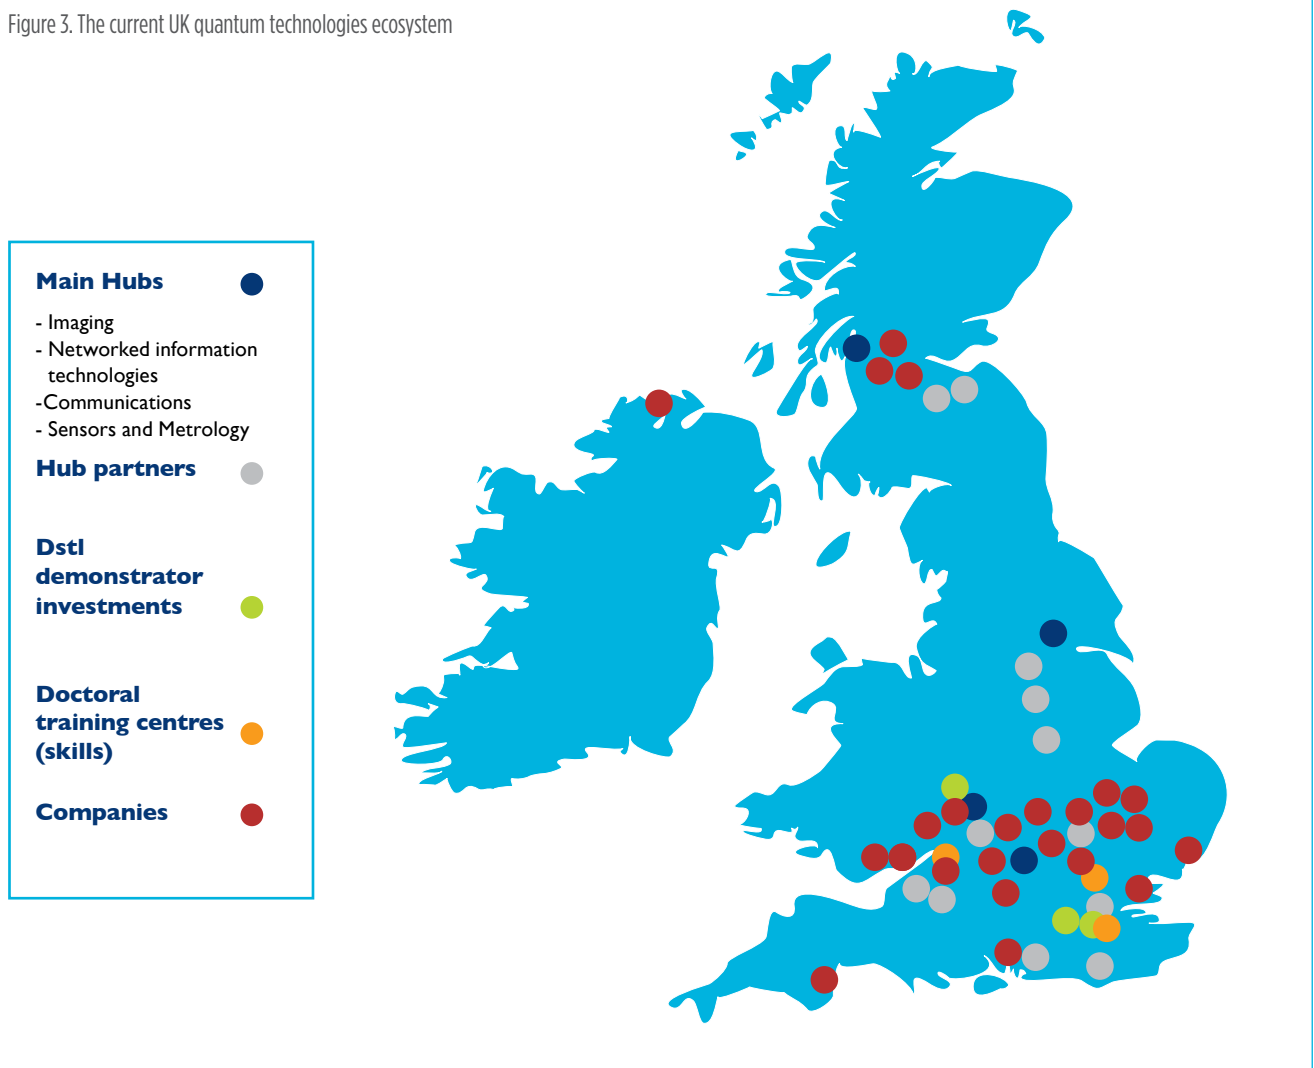 Figure 3. The current UK quantum technologies ecosystem
Main Hubs
- Imaging
- Networked information
technologies
-Communications
- Sensors and Metrology
Hub partners
Dstl
demonstrator
investments
Doctoral
training centres
(skills)
Companies